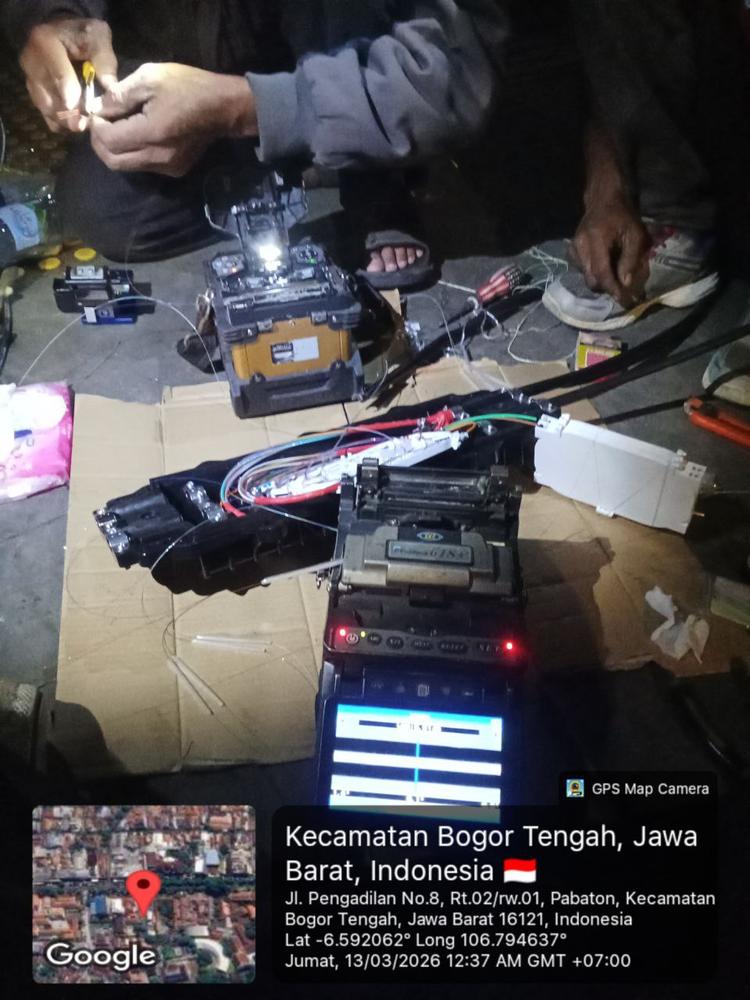 GPS Map Camera
Kecamatan Bogor Tengah, Jawa
Barat, Indonesia
Jl. Pengadilan No.8, Rt.02/rw.01, Pabaton, Kecamatan
Bogor Tengah, Jawa Barat 16121, Indonesia
Lat -6.592062° Long 106.794637°
Jumat, 13/03/2026 12:37 AM GMT +07:00
Google